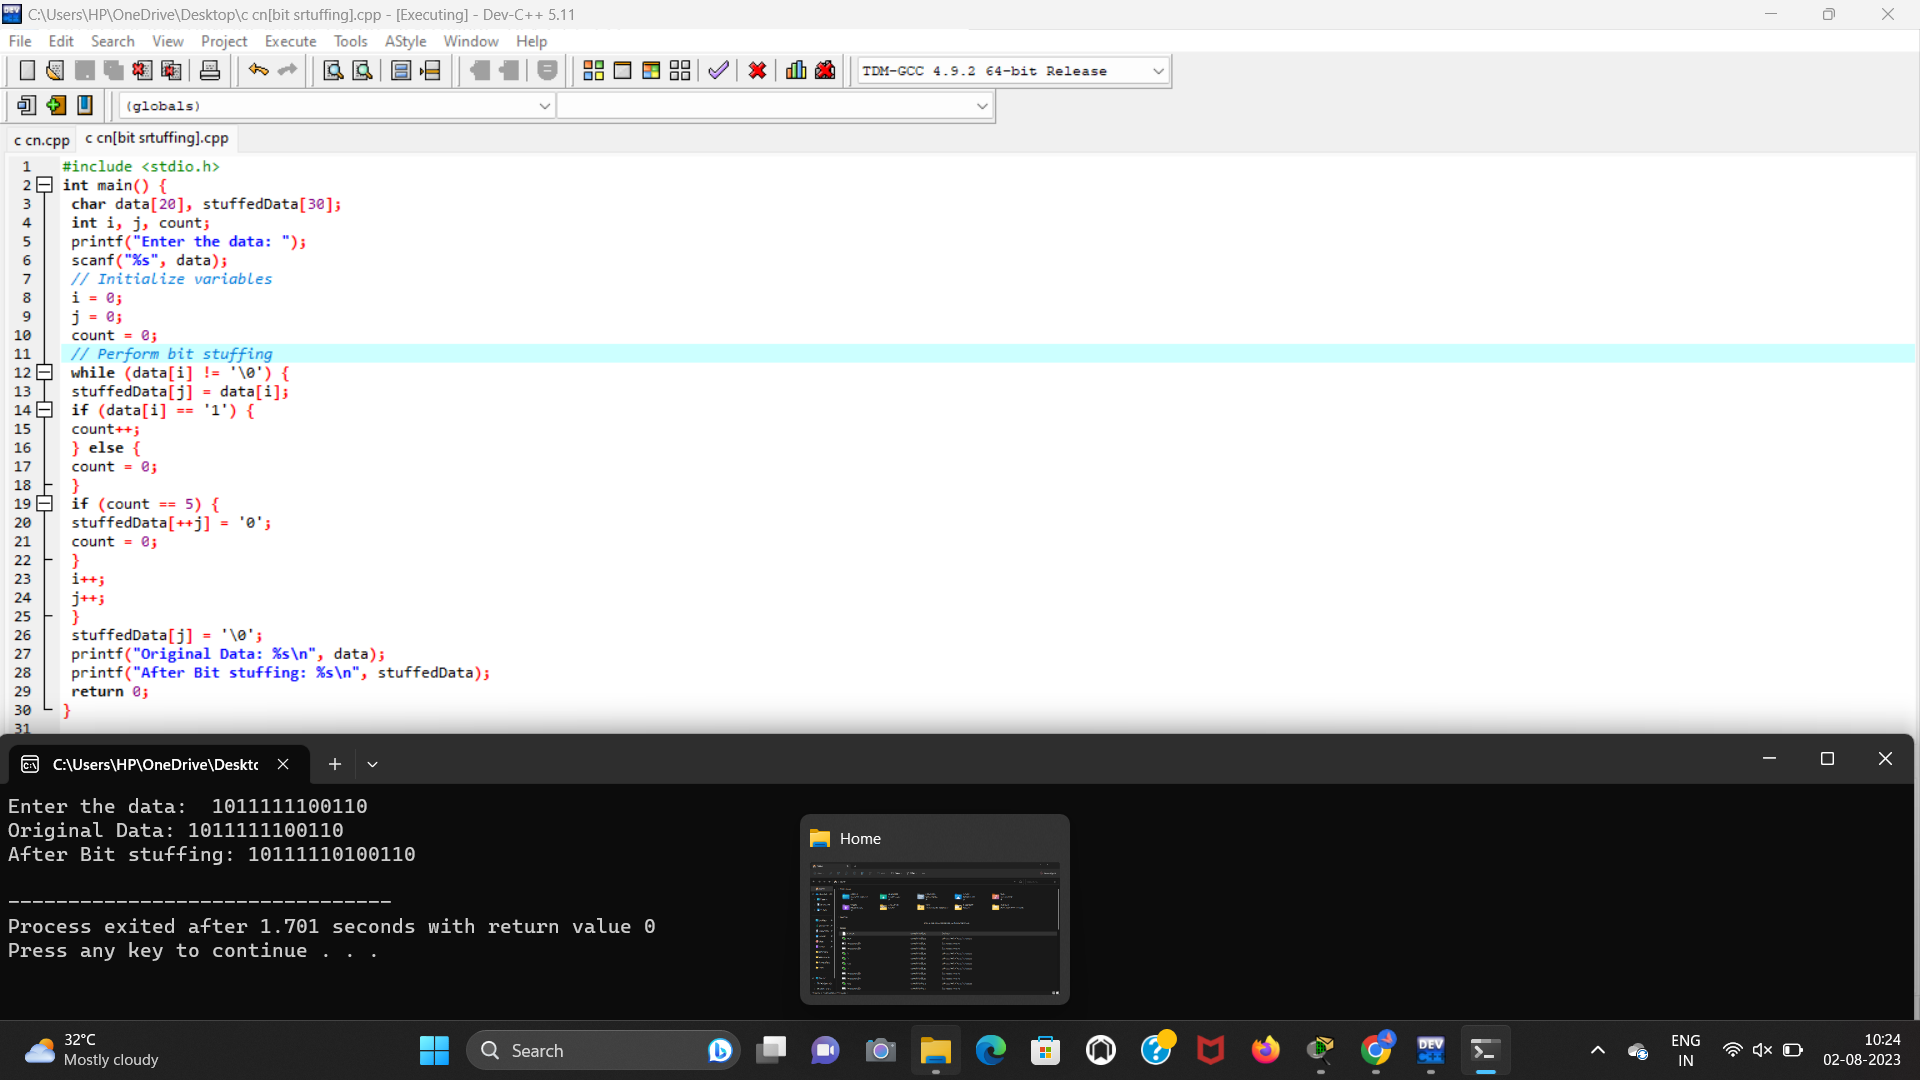 C:\Users\HP\OneDrive\Desktop\c cn[bit srtuffing].cpp - [Executing] - Dev-C++ 5.11
File Edit Search View Project Execute Tools AStyle Window Help
TDM-GCC 4.9.2 64-bit Release
(globals)
c cn.cpp c cn[bit srtuffing].cpp
1 #include <stdio.h>
2 int main() {
3 char data[20], stuffedData[30];
4 int i, j, count;
5 printf("Enter the data: ");
6 scanf("%s", data);
7 // Initialize variables
8 i = 0;
9 j = 0;
10 count = 0;
11 // Perform bit stuffing
12 while (data[i] != '\0') {
13 stuffedData[j] = data[i];
14 if (data[i] == '1') {
15 count++;
16 } else {
17 count = 0;
18 }
19 if (count == 5) {
20 stuffedData[++j] = '0';
21 count = 0;
22 }
23 i++;
24 j++;
25 }
26 stuffedData[j] = '\0';
27 printf("Original Data: %s\n", data);
28 printf("After Bit stuffing: %s\n", stuffedData);
29 return 0;
30 }
31
C:\Users\HP\OneDrive\Deskto
Enter the data:  1011111100110
Original Data: 1011111100110
After Bit stuffing: 10111110100110
--------------------------------
Process exited after 1.701 seconds with return value 0
Press any key to continue . . .
Home
32°C
Mostly cloudy
Search
DEV
ENG
IN
10:24
02-08-2023